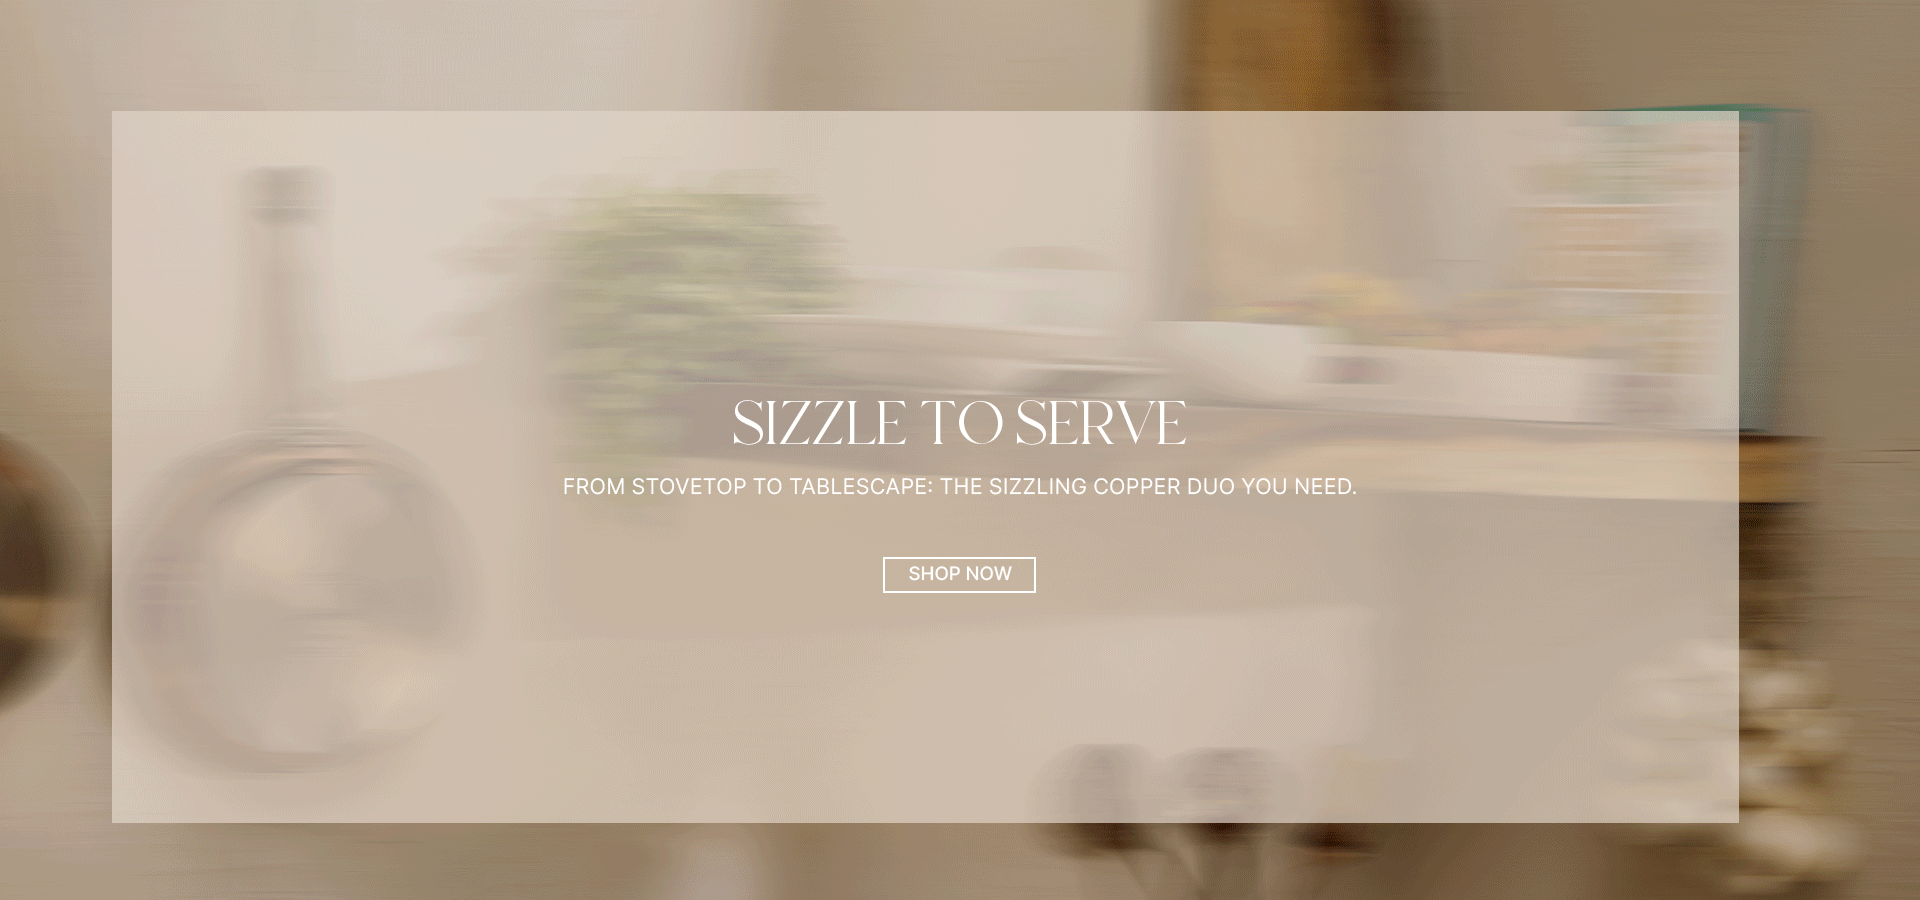 SIZZLE TO SERVE
FROM STOVETOP TO TABLESCAPE: THE SIZZLING COPPER DUO YOU NEED.
SHOP NOW